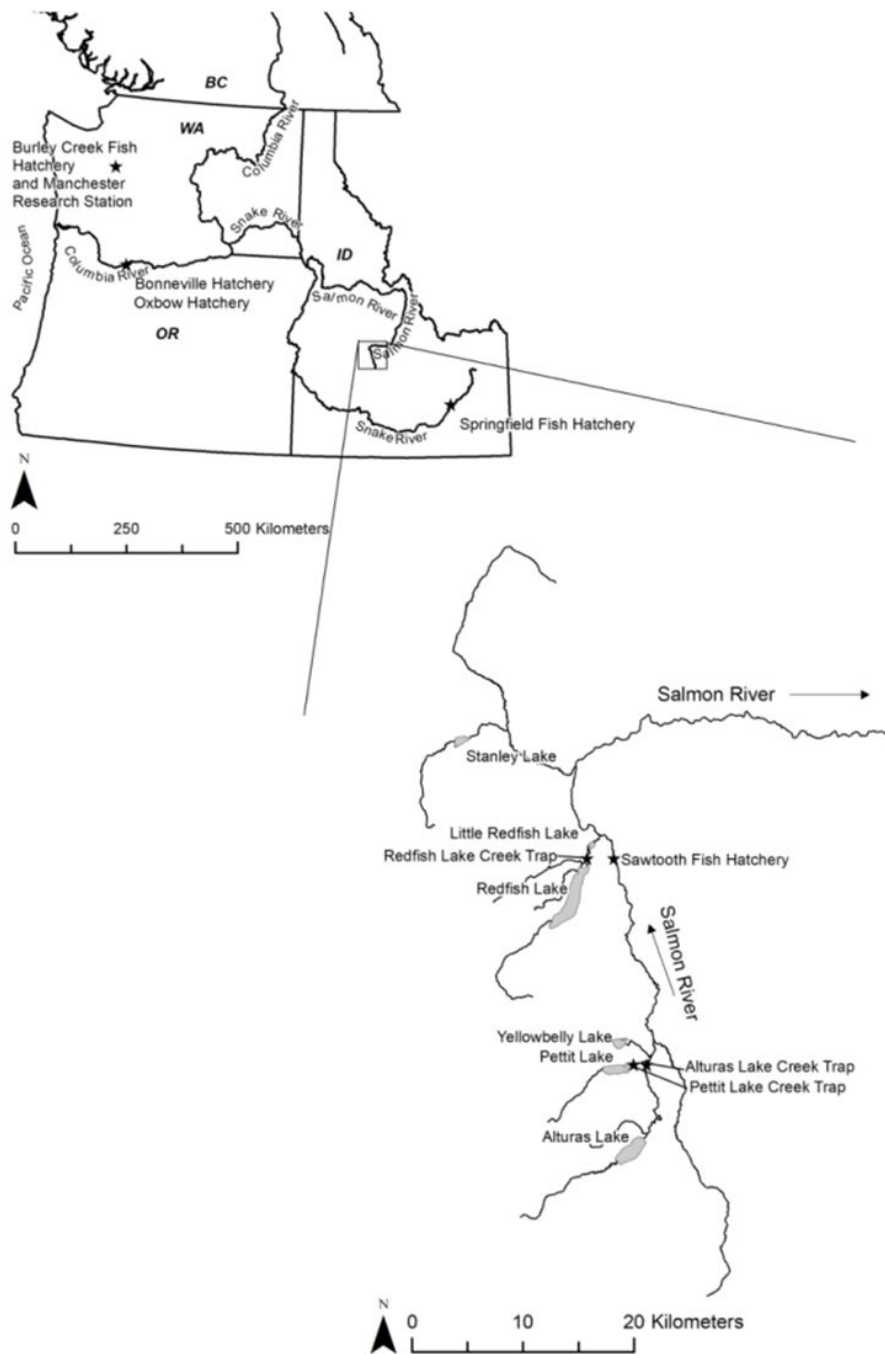 BC
WA
Columbia River
Burley Creek Fish
Hatchery
and Manchester
Research Station
Snake River
ID
Pacific Ocean
Columbia River
Bonneville Hatchery
Oxbow Hatchery
Salmon River
Salmon River
OR
Snake River
Springfield Fish Hatchery
N
0 250 500 Kilometers
Salmon River
Stanley Lake
Little Redfish Lake
Redfish Lake Creek Trap
Sawtooth Fish Hatchery
Redfish Lake
Salmon River
Yellowbelly Lake
Pettit Lake
Alturas Lake Creek Trap
Pettit Lake Creek Trap
Alturas Lake
N
0 10 20 Kilometers